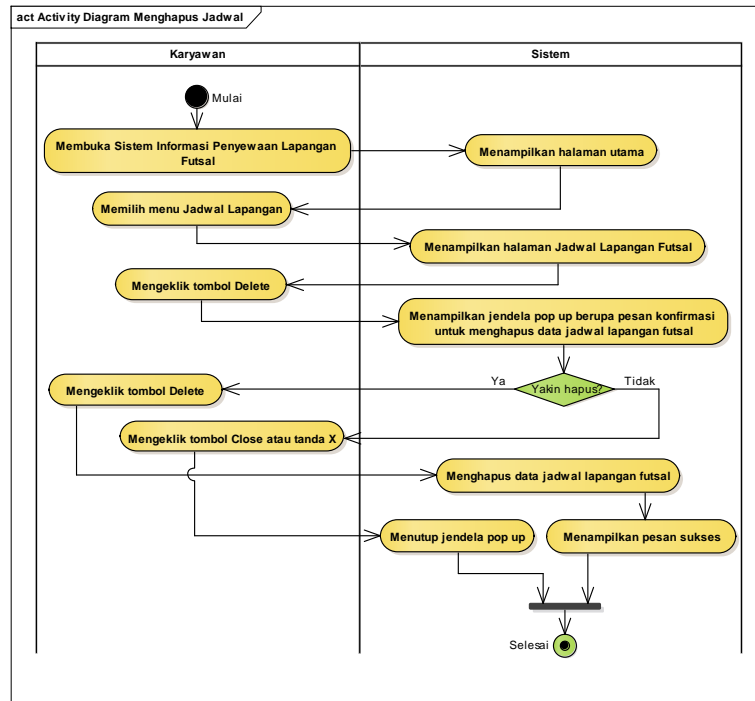 act Activity Diagram Menghapus Jadwal
Karyawan
Sistem
Mulai
Membuka Sistem Informasi Penyewaan Lapangan
Futsal
Menampilkan halaman utama
Memilih menu Jadwal Lapangan
Menampilkan halaman Jadwal Lapangan Futsal
Mengeklik tombol Delete
Menampilkan jendela pop up berupa pesan konfirmasi
untuk menghapus data jadwal lapangan futsal
Ya
Yakin hapus?
Tidak
Mengeklik tombol Delete
Mengeklik tombol Close atau tanda X
Menghapus data jadwal lapangan futsal
Menutup jendela pop up
Menampilkan pesan sukses
Selesai